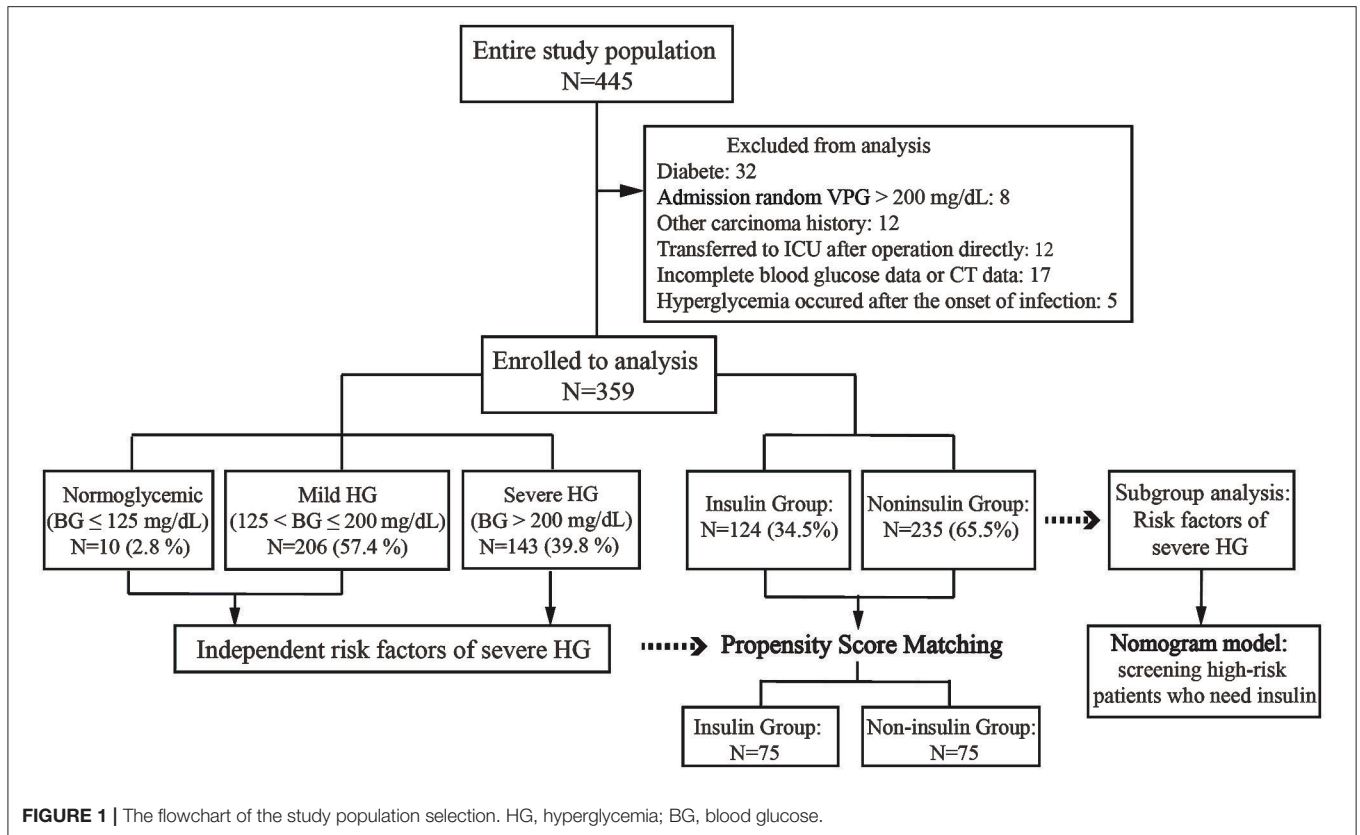 Entire study population
N=445
Excluded from analysis
Diabete: 32
Admission random VPG > 200 mg/dL: 8
Other carcinoma history: 12
Transferred to ICU after operation directly: 12
Incomplete blood glucose data or CT data: 17
Hyperglycemia occured after the onset of infection: 5
Enrolled to analysis
N=359
Normoglycemic
(BG ≤ 125 mg/dL)
N=10 (2.8 %)
Mild HG
(125 < BG ≤ 200 mg/dL)
N=206 (57.4 %)
Severe HG
(BG > 200 mg/dL)
N=143 (39.8 %)
Insulin Group:
N=124 (34.5%)
Noninsulin Group:
N=235 (65.5%)
Subgroup analysis:
Risk factors of
severe HG
Independent risk factors of severe HG
Propensity Score Matching
Nomogram model:
screening high-risk
patients who need insulin
Insulin Group:
N=75
Non-insulin Group:
N=75
FIGURE 1 | The flowchart of the study population selection. HG, hyperglycemia; BG, blood glucose.